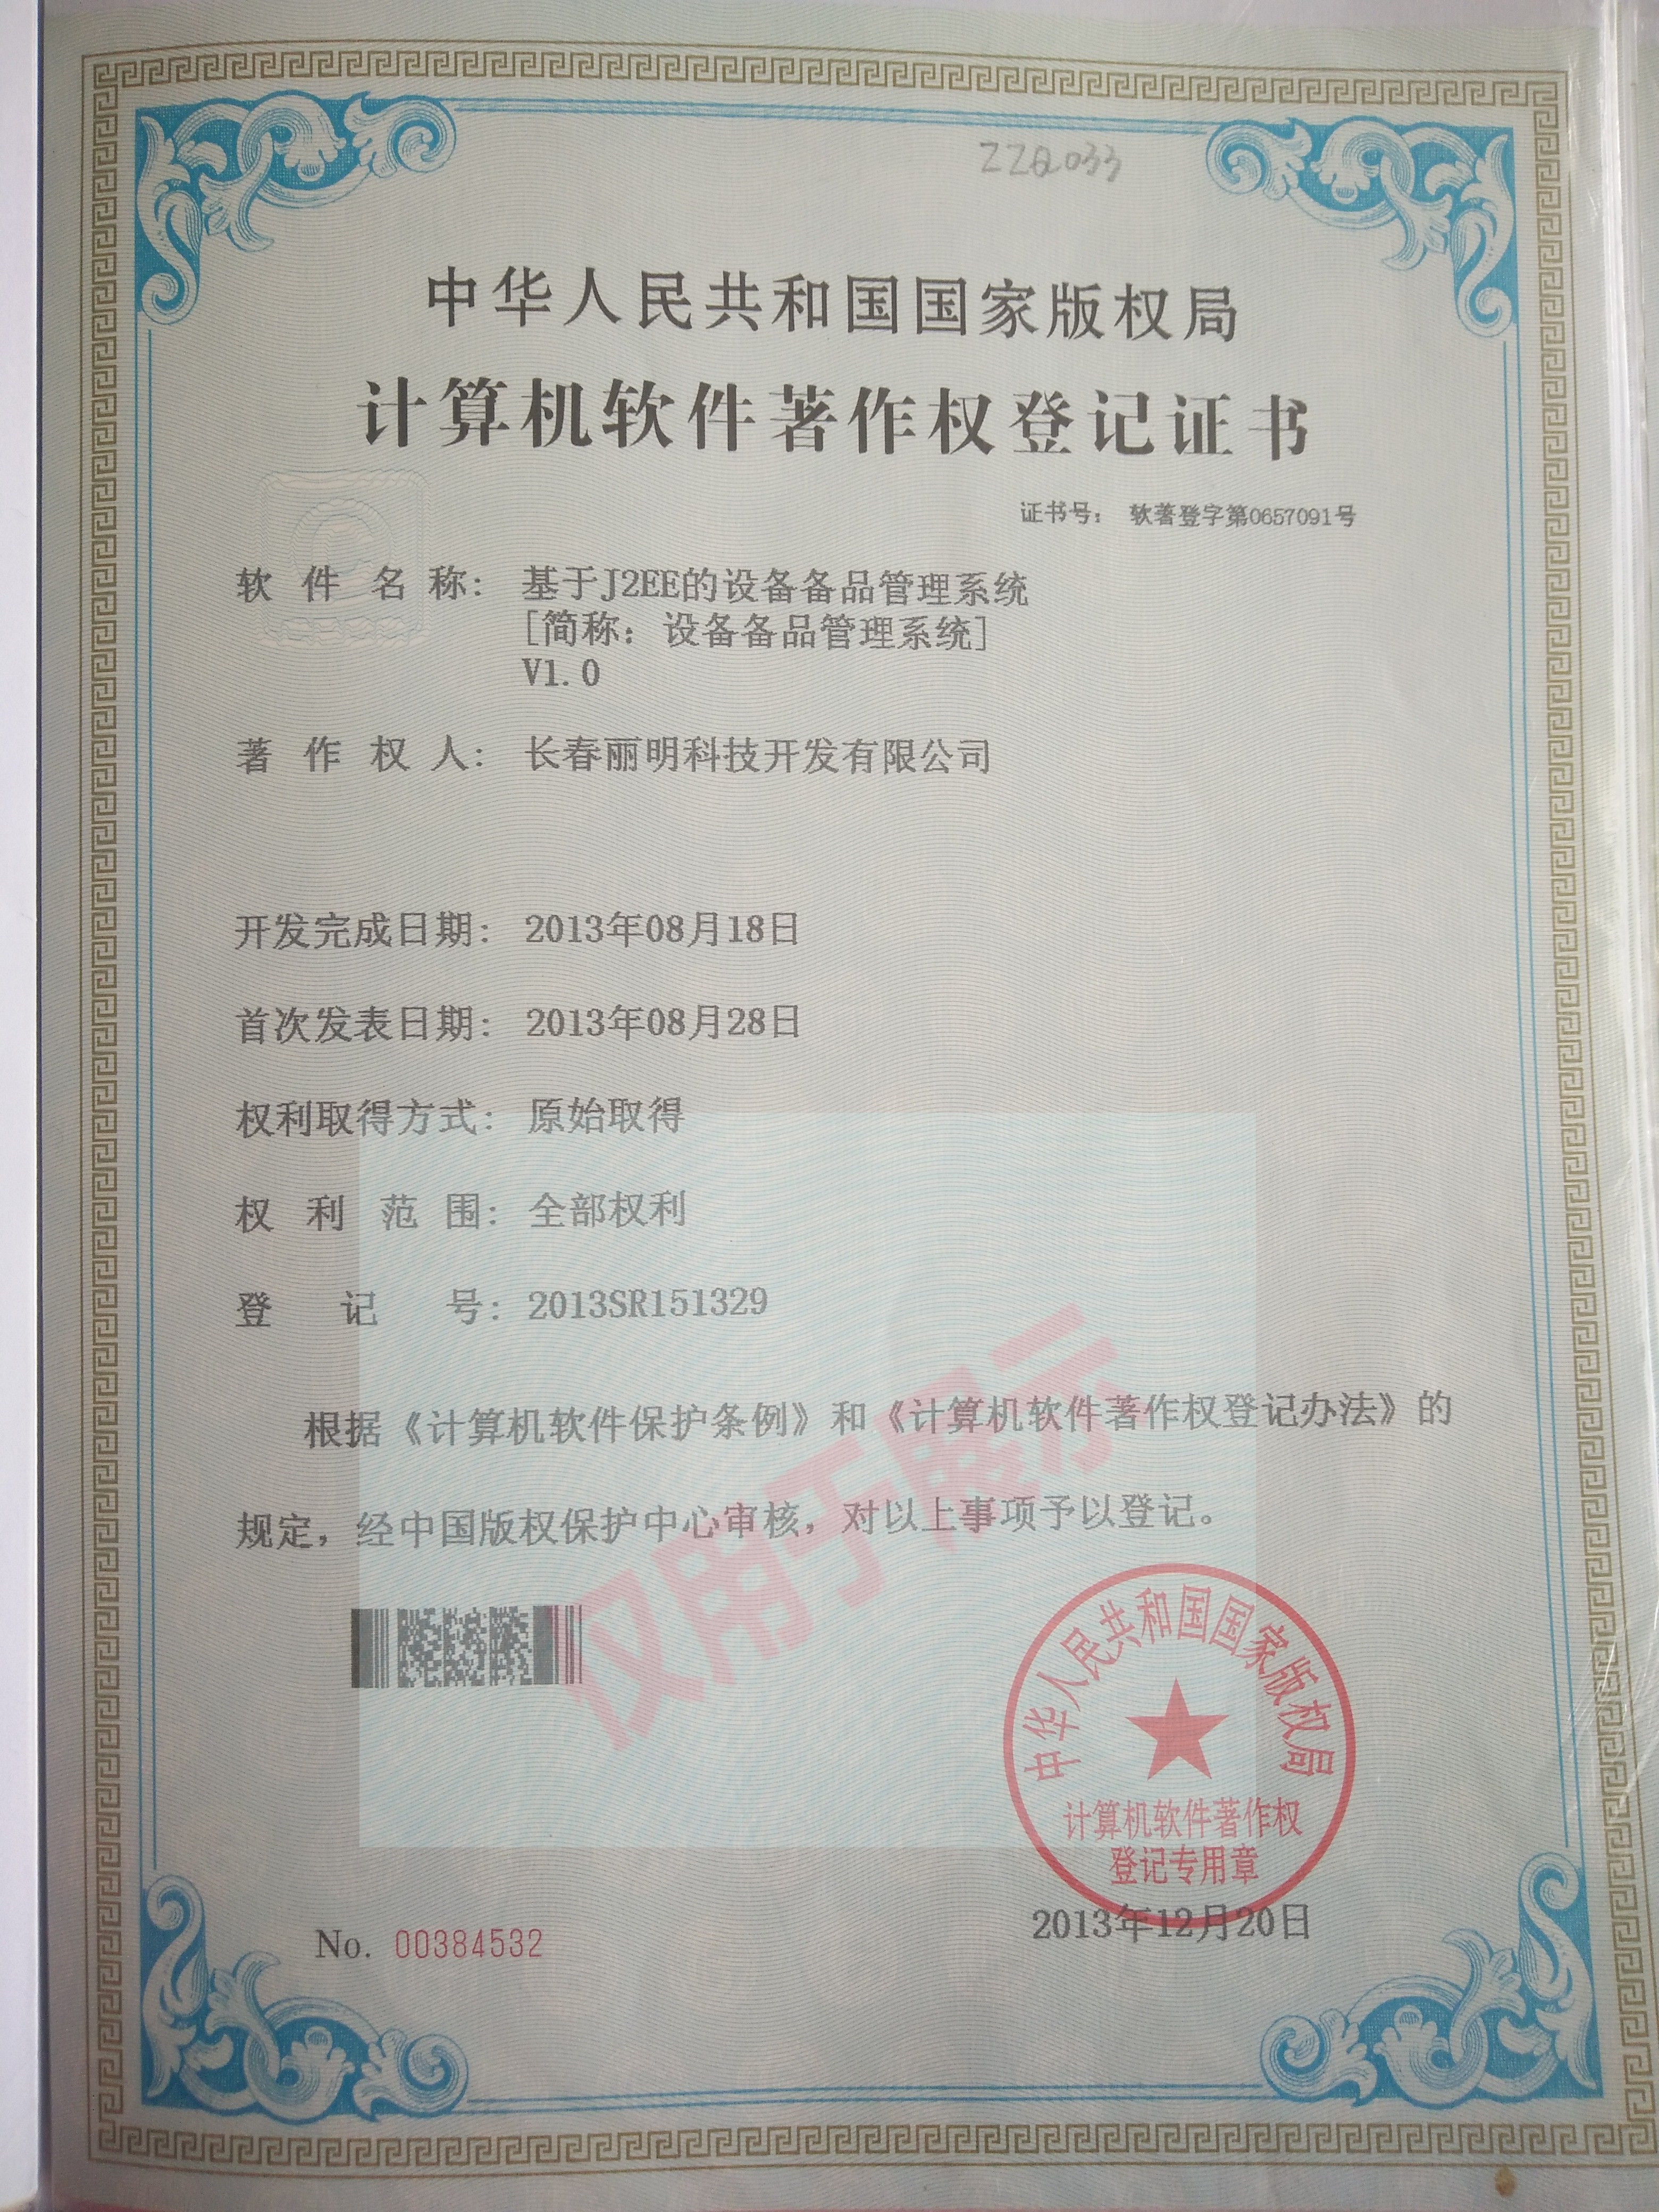 ZZQ033
中华人民共和国国家版权局
计算机软件著作权登记证书
证书号： 软著登字第0657091号
软件名称： 基于J2EE的设备备品管理系统
[简称：设备备品管理系统]
V1.0
著作权人： 长春丽明科技开发有限公司
开发完成日期： 2013年08月18日
首次发表日期： 2013年08月28日
权利取得方式： 原始取得
权利范围： 全部权利
登记号： 2013SR151329
根据《计算机软件保护条例》和《计算机软件著作权登记办法》的
规定，经中国版权保护中心审核，对以上事项予以登记。
仅用于展示
中华人民共和国国家版权局
计算机软件著作权
登记专用章
No. 00384532
2013年12月20日